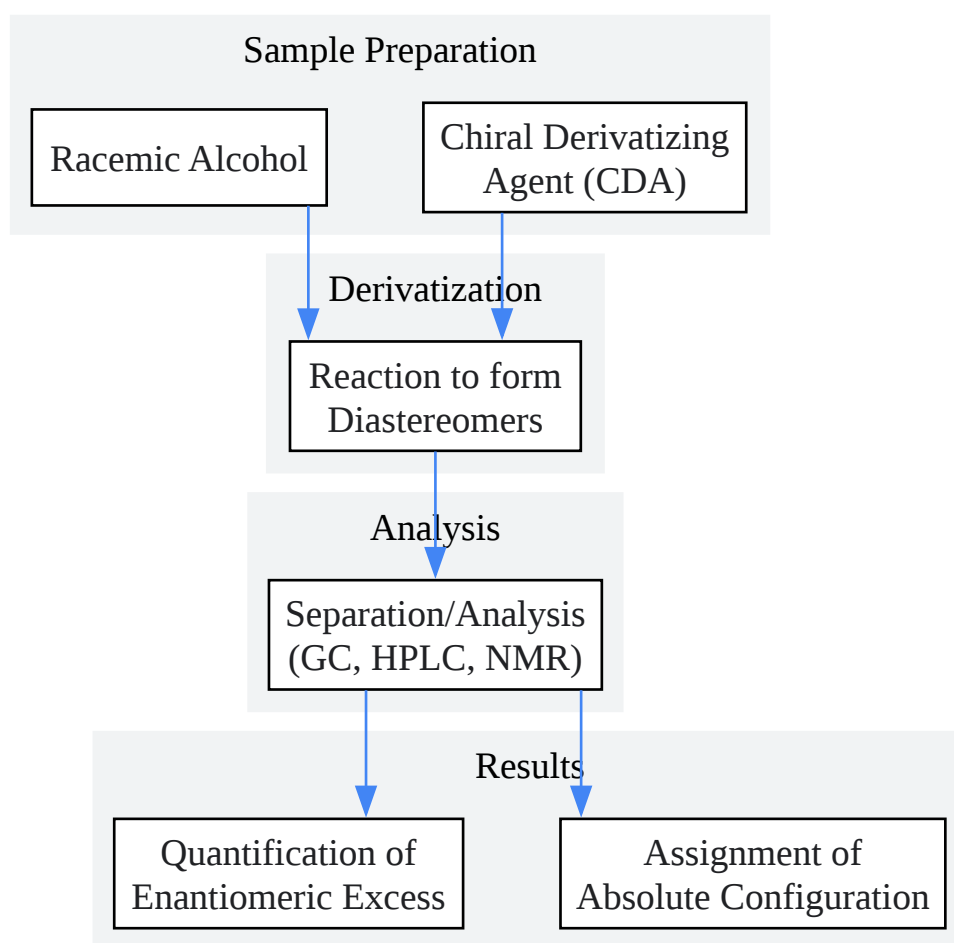 Sample Preparation
Racemic Alcohol
Chiral Derivatizing
Agent (CDA)
Derivatization
Reaction to form
Diastereomers
Analysis
Separation/Analysis
(GC, HPLC, NMR)
Results
Quantification of
Enantiomeric Excess
Assignment of
Absolute Configuration